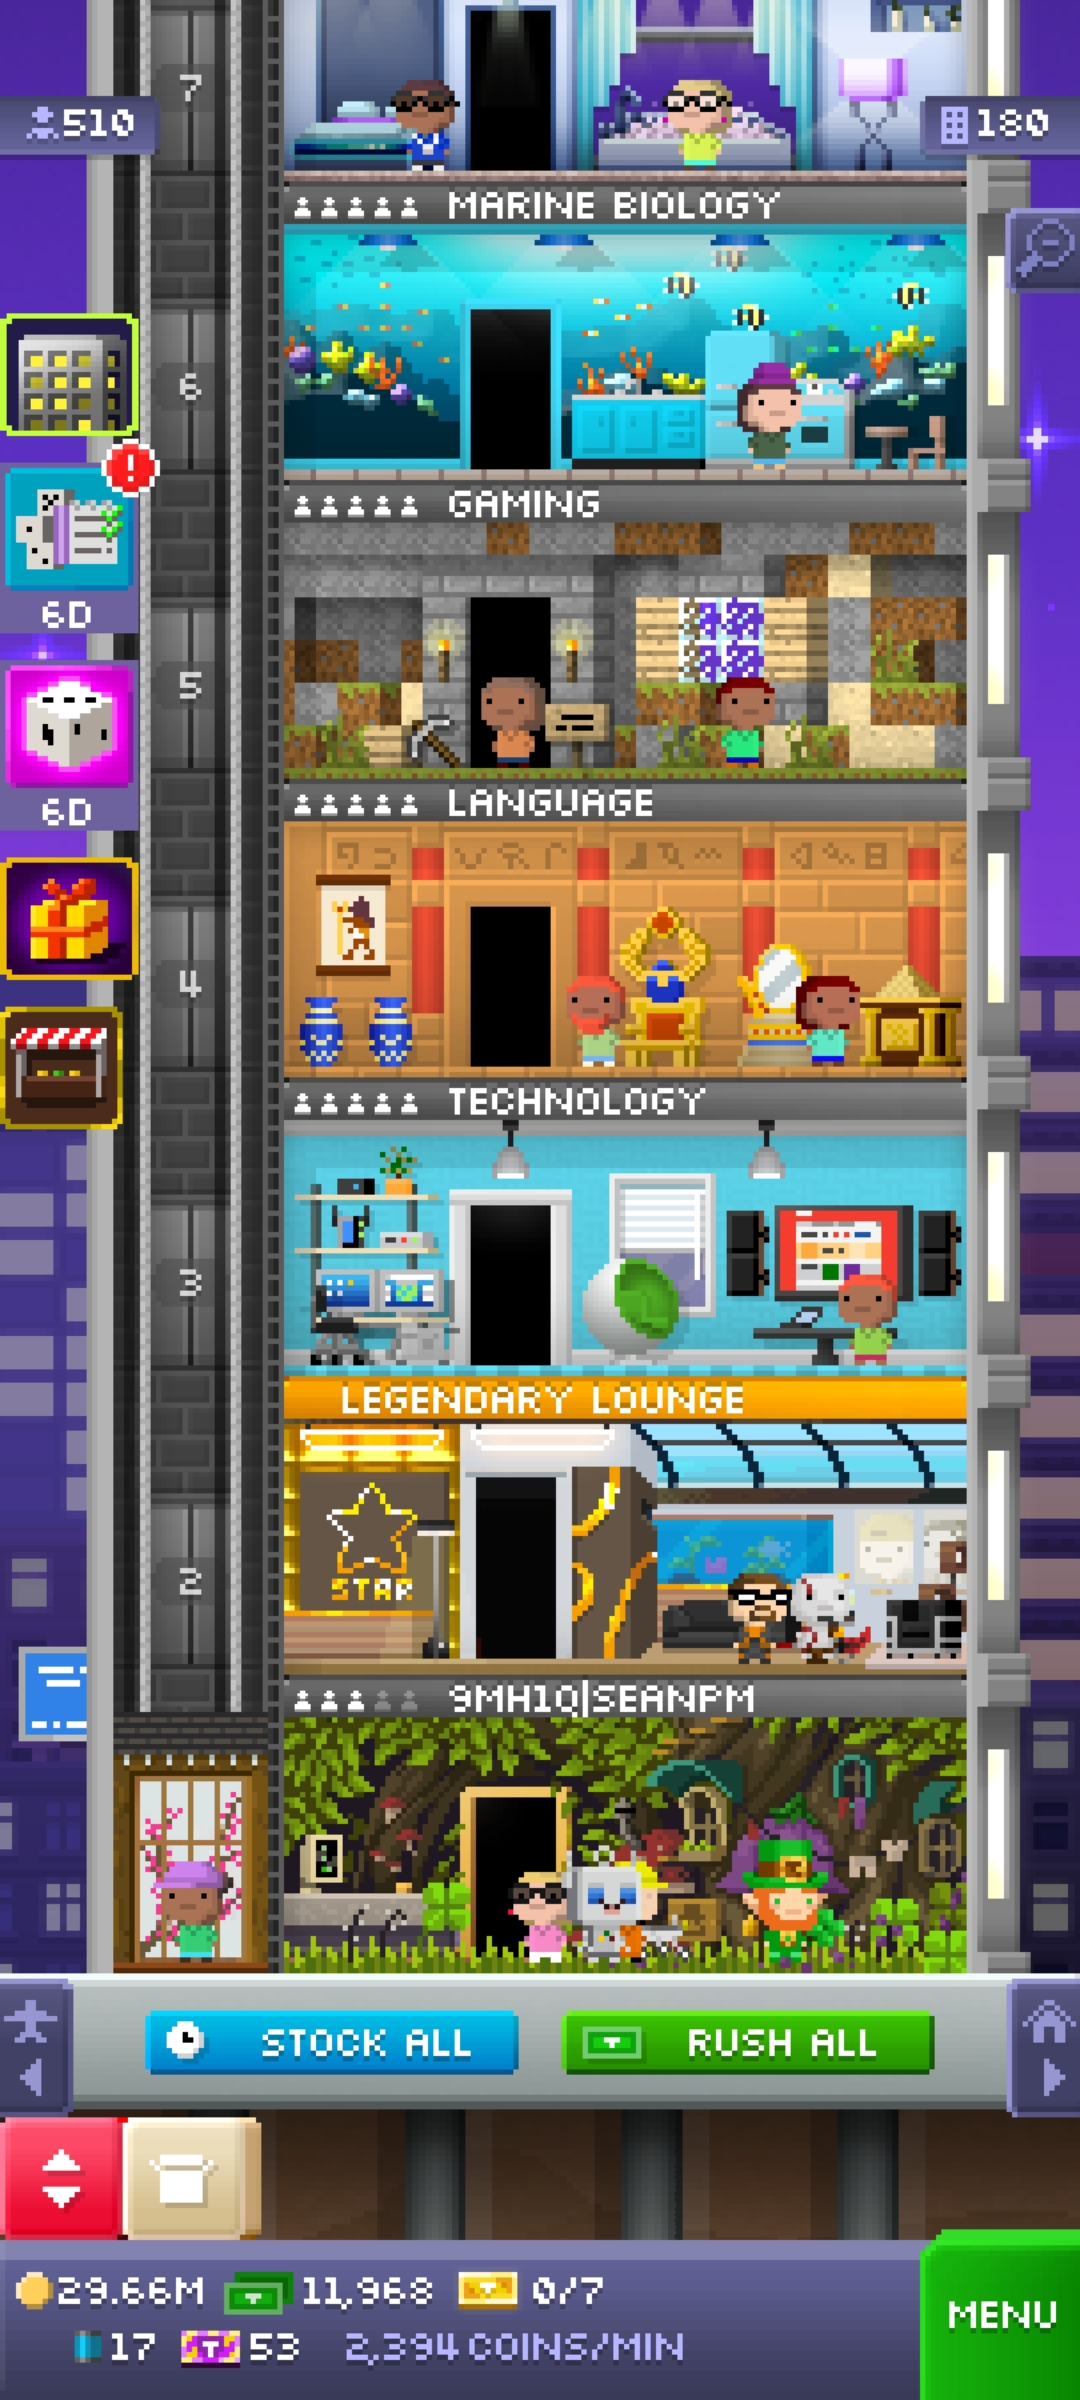 7
510
180
MARINE BIOLOGY
6
GAMING
6D
5
6D
LANGUAGE
4
TECHNOLOGY
3
LEGENDARY LOUNGE
STAR
2
9MH1Q|SEANPM
STOCK ALL
RUSH ALL
29.66M 11,968 0/7
MENU
17 53 2,394 COINS/MIN